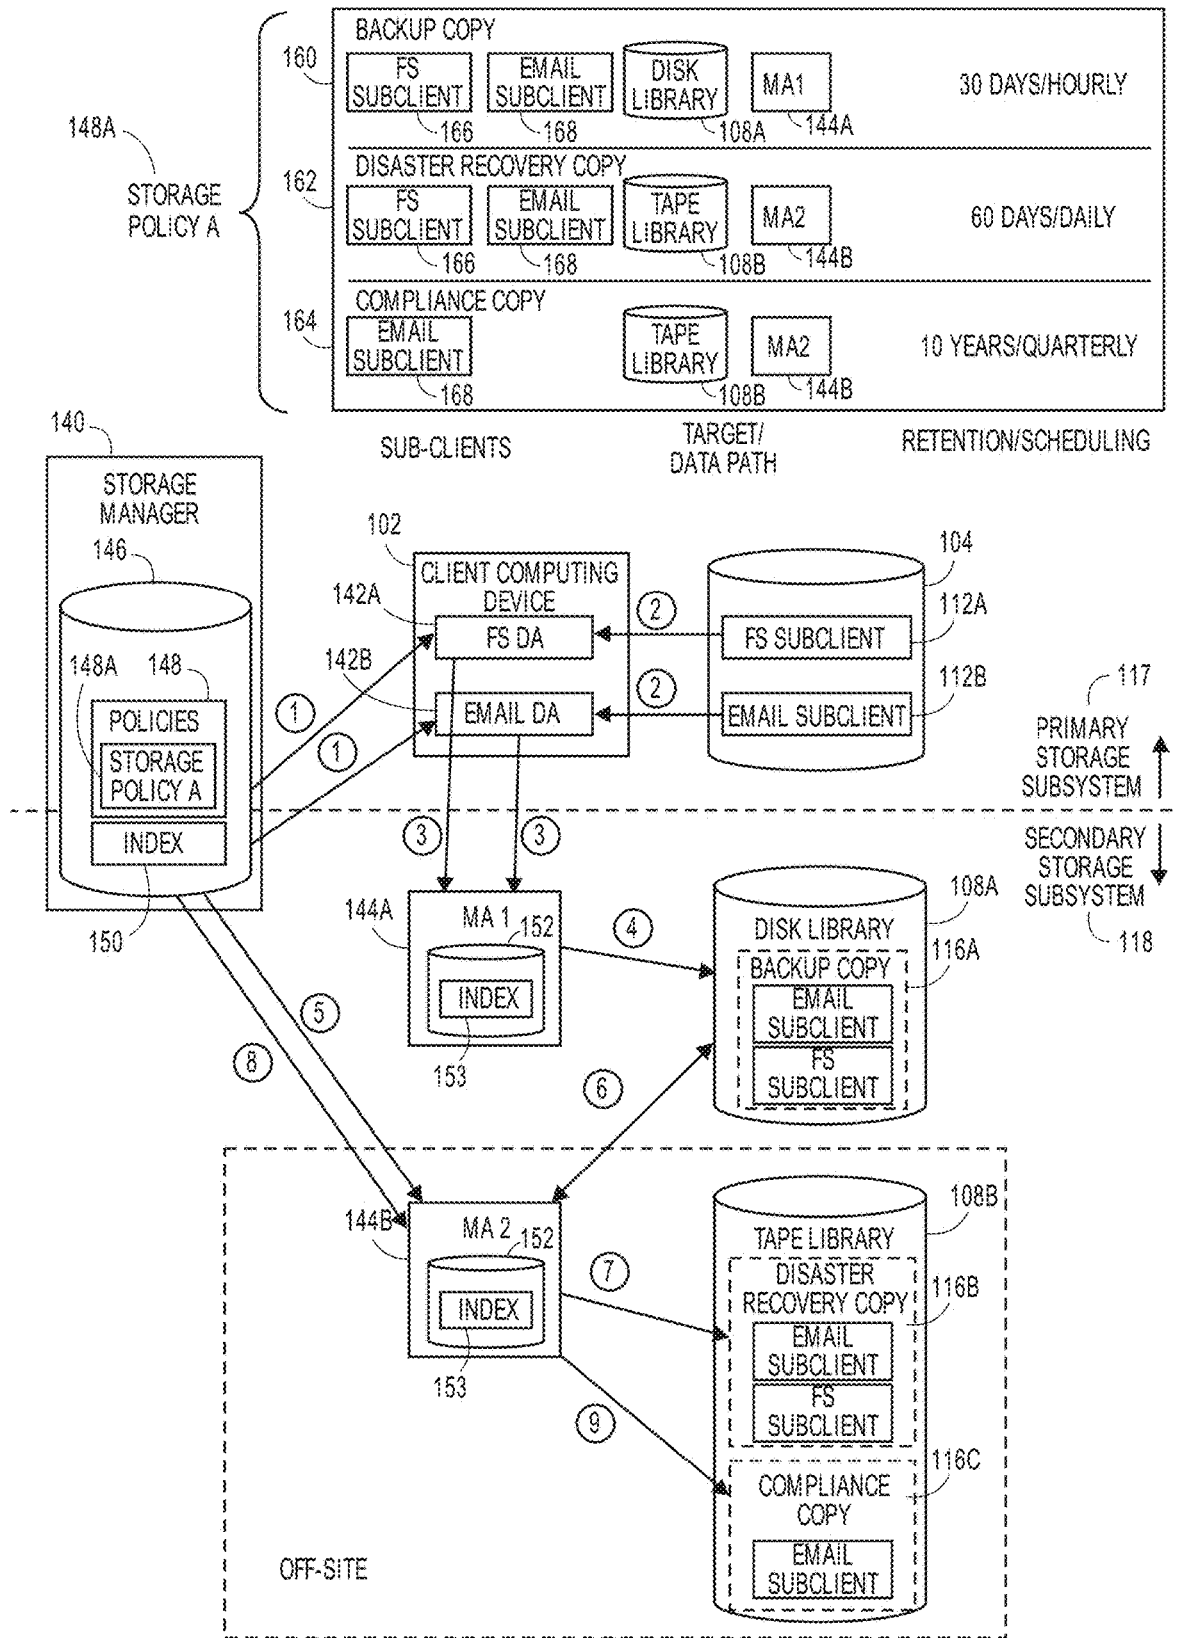 BACKUP COPY
160
FS
SUBCLIENT
166
EMAIL
SUBCLIENT
168
DISK
LIBRARY
108A
MA1
144A
30 DAYS/HOURLY
148A
STORAGE
POLICY A
DISASTER RECOVERY COPY
162
FS
SUBCLIENT
166
EMAIL
SUBCLIENT
168
TAPE
LIBRARY
108B
MA2
144B
60 DAYS/DAILY
COMPLIANCE COPY
164
EMAIL
SUBCLIENT
168
TAPE
LIBRARY
108B
MA2
144B
10 YEARS/QUARTERLY
SUB-CLIENTS
TARGET/
DATA PATH
RETENTION/SCHEDULING
140
STORAGE
MANAGER
146
148A
148
POLICIES
STORAGE
POLICY A
INDEX
150
1
1
102
CLIENT COMPUTING
DEVICE
142A
FS DA
142B
EMAIL DA
2
2
104
112A
FS SUBCLIENT
112B
EMAIL SUBCLIENT
117
PRIMARY
STORAGE
SUBSYSTEM
SECONDARY
STORAGE
SUBSYSTEM
118
3
3
144A
MA 1
152
INDEX
153
4
108A
DISK LIBRARY
116A
BACKUP COPY
EMAIL
SUBCLIENT
FS
SUBCLIENT
5
8
6
144B
MA 2
152
INDEX
153
7
9
108B
TAPE LIBRARY
DISASTER
RECOVERY COPY
116B
EMAIL
SUBCLIENT
FS
SUBCLIENT
116C
COMPLIANCE
COPY
EMAIL
SUBCLIENT
OFF-SITE